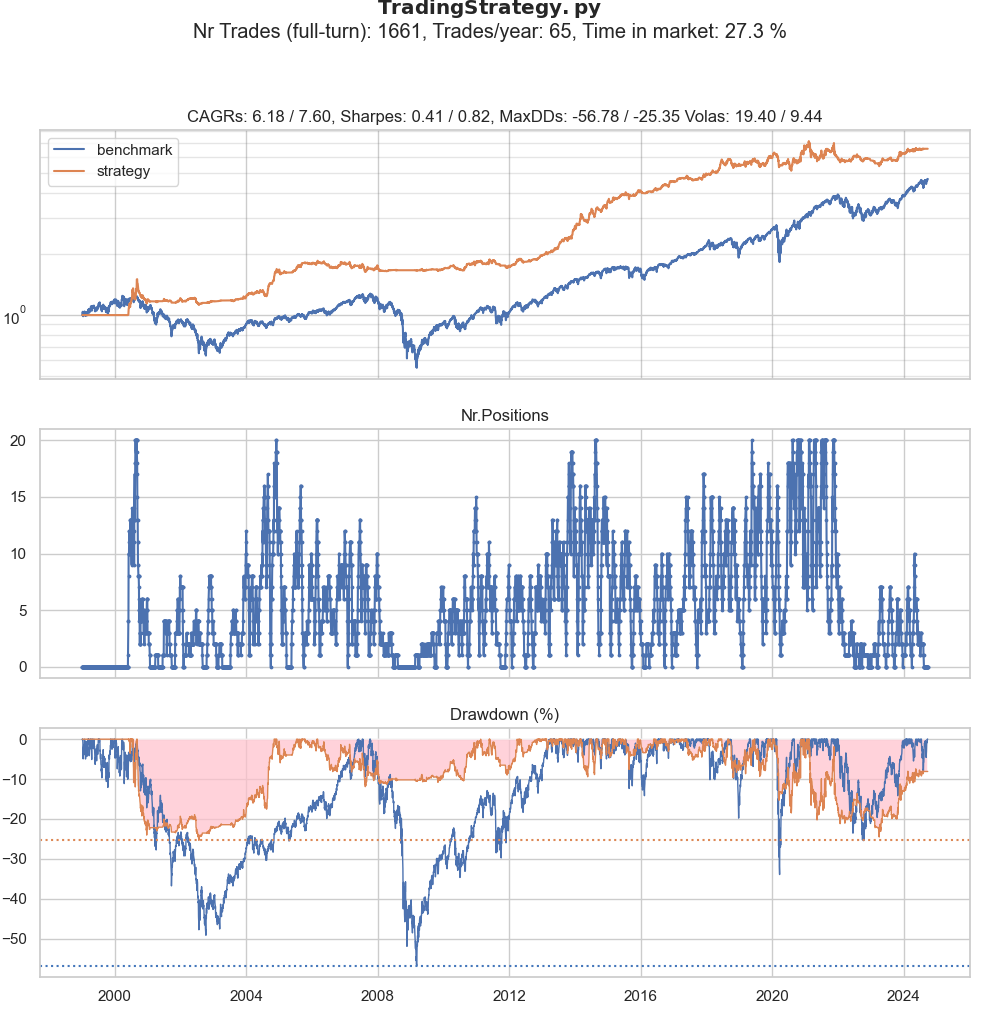 TradingStrategy.py
Nr Trades (full-turn): 1661, Trades/year: 65, Time in market: 27.3 %
CAGRs: 6.18 / 7.60, Sharpes: 0.41 / 0.82, MaxDDs: -56.78 / -25.35 Volas: 19.40 / 9.44
benchmark
strategy
10⁰
Nr.Positions
20
15
10
5
0
Drawdown (%)
0
−10
−20
−30
−40
−50
2000 2004 2008 2012 2016 2020 2024